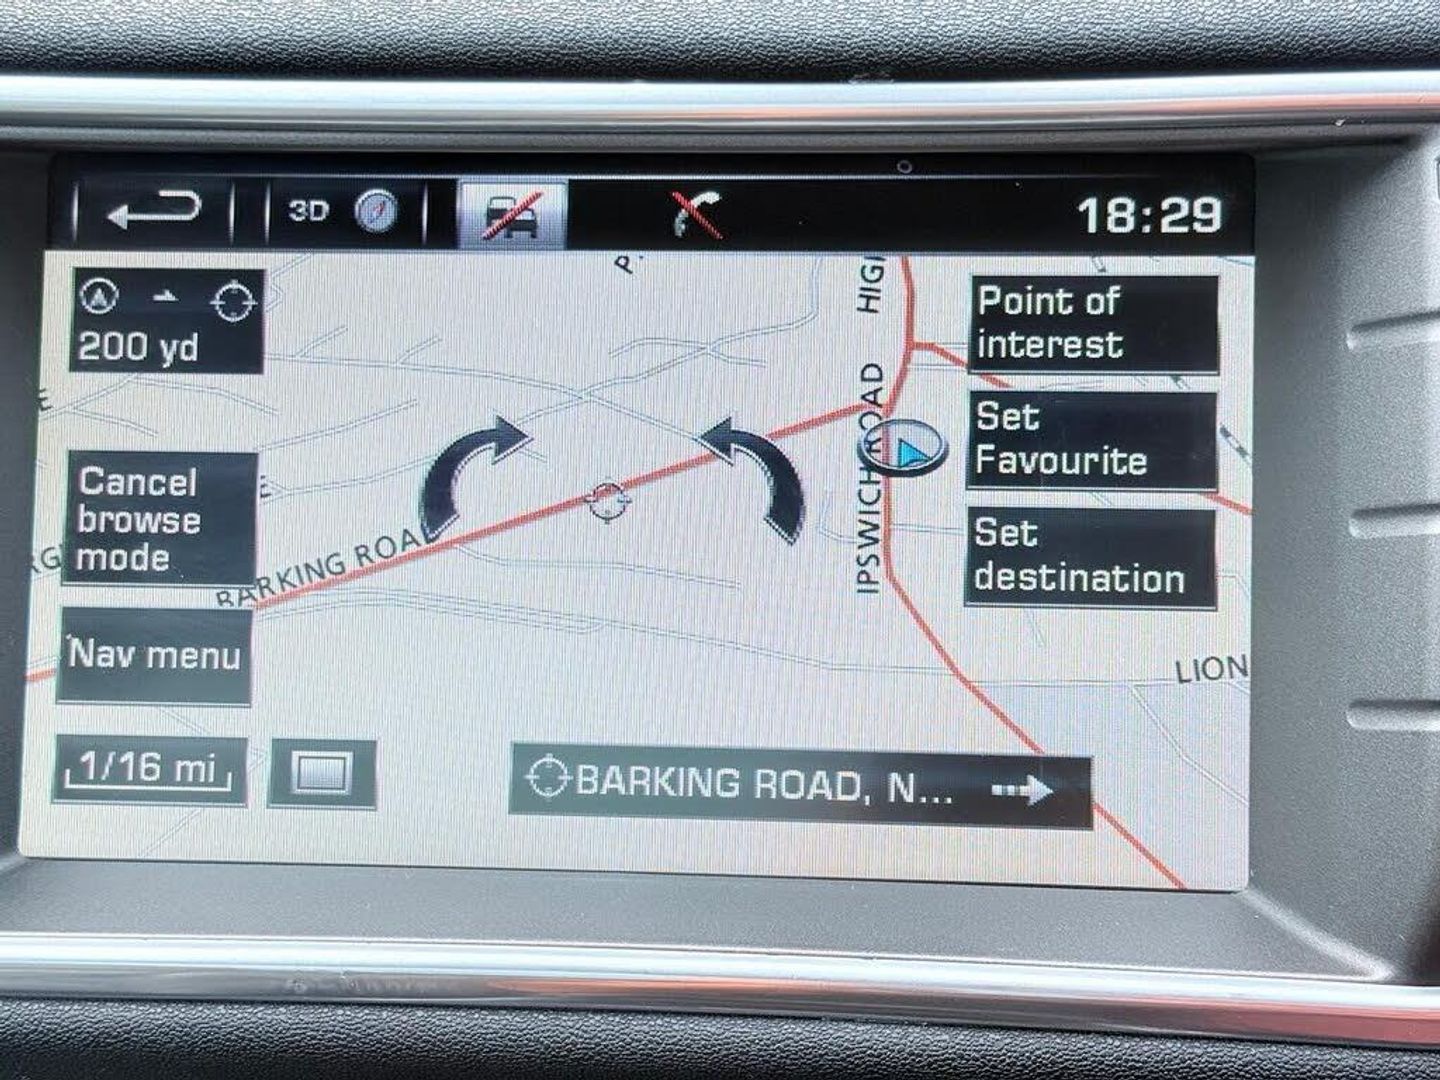 3D
18:29
200 yd
Point of
interest
HIGH
Set
Favourite
IPSWICH ROAD
Cancel
browse
mode
BARKING ROAD
Set
destination
Nav menu
LION
1/16 mi
BARKING ROAD, N...